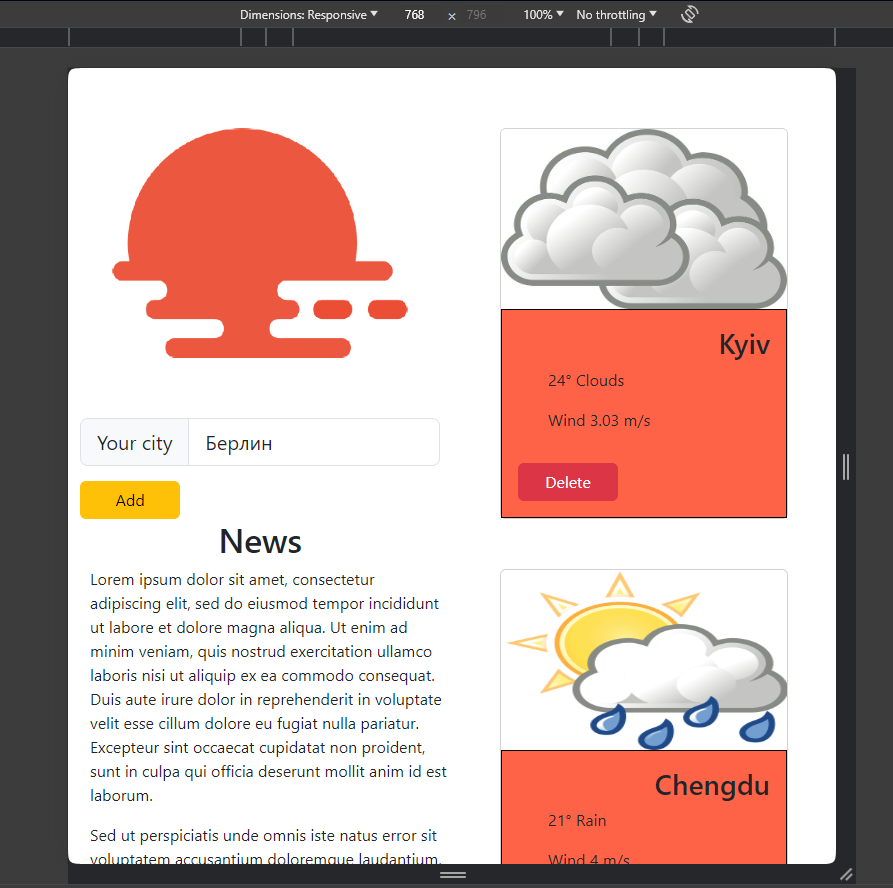 Dimensions: Responsive 768 × 796 100% No throttling
Your city Берлин
Add
News
Lorem ipsum dolor sit amet, consectetur
adipiscing elit, sed do eiusmod tempor incididunt
ut labore et dolore magna aliqua. Ut enim ad
minim veniam, quis nostrud exercitation ullamco
laboris nisi ut aliquip ex ea commodo consequat.
Duis aute irure dolor in reprehenderit in voluptate
velit esse cillum dolore eu fugiat nulla pariatur.
Excepteur sint occaecat cupidatat non proident,
sunt in culpa qui officia deserunt mollit anim id est
laborum.
Sed ut perspiciatis unde omnis iste natus error sit
voluptatem accusantium doloremque laudantium,
Kyiv
24° Clouds
Wind 3.03 m/s
Delete
Chengdu
21° Rain
Wind 4 m/s